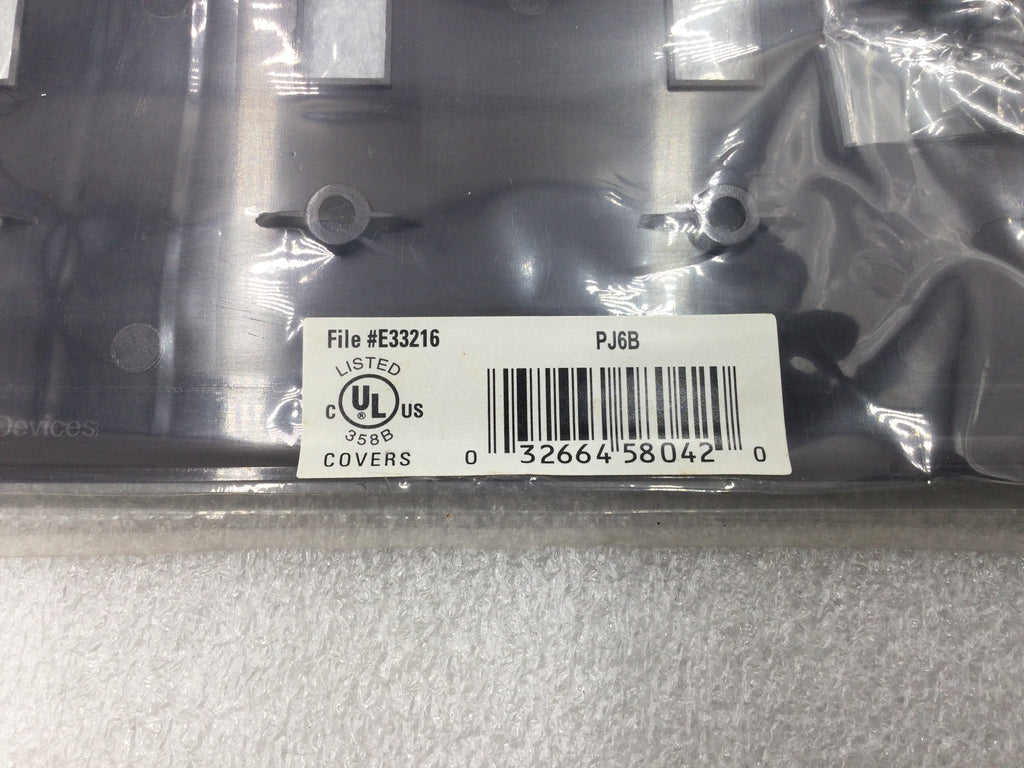 File #E33216
PJ6B
LISTED
C UL ® US
358B
COVERS
0 32664 58042 0
Devices